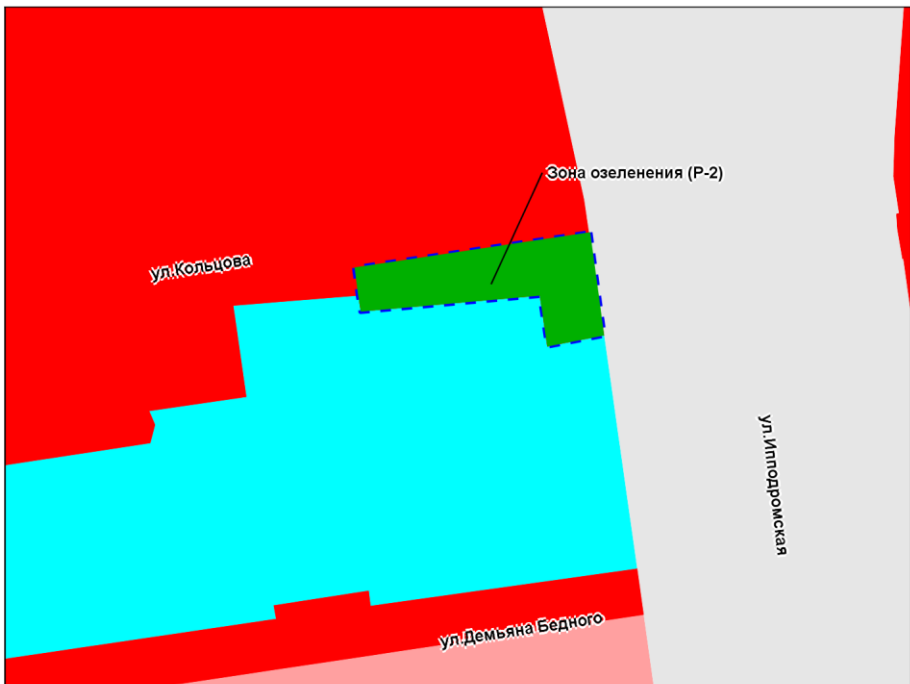 Зона озеленения (Р-2)
ул.Кольцова
ул.Ипподромская
ул.Демьяна Бедного